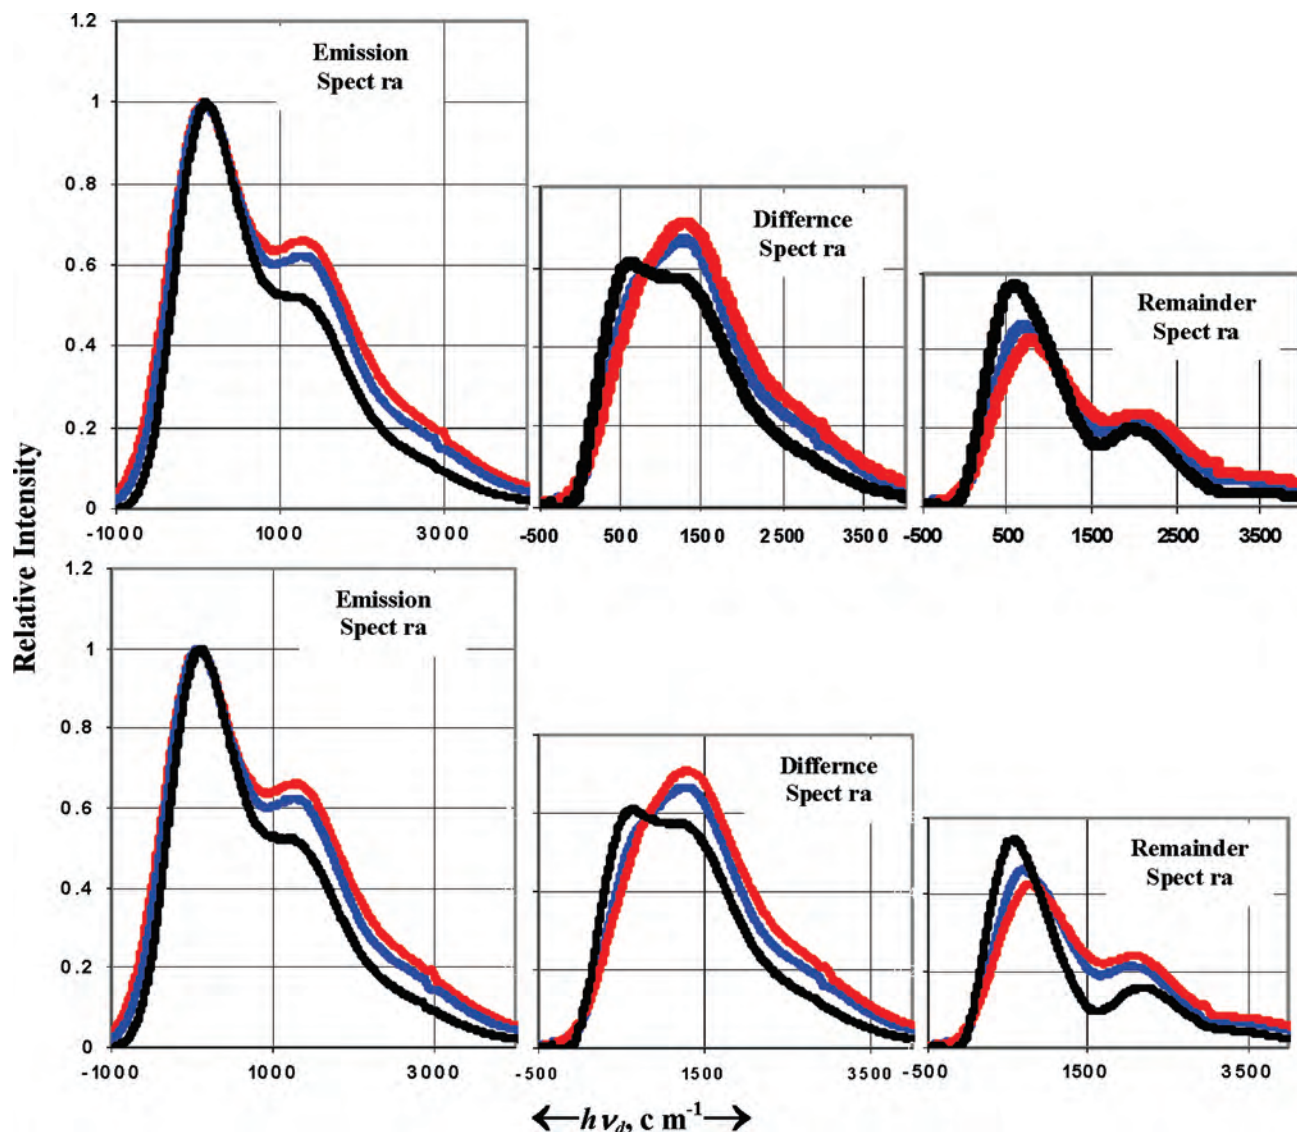 Relative Intensity
1.2
1
0.8
0.6
0.4
0.2
0
Emission
Spect ra
-1000 1000 3000
Differnce
Spect ra
-500 500 1500 2 500 3500
Remainder
Spect ra
-500 500 1500 2500 3500
1.2
1
0.8
0.6
0.4
0.2
0
Emission
Spect ra
-1000 1000 3000
Differnce
Spect ra
-500 1500 3500
Remainder
Spect ra
-500 1500 3500
←hν_d, c m⁻¹→